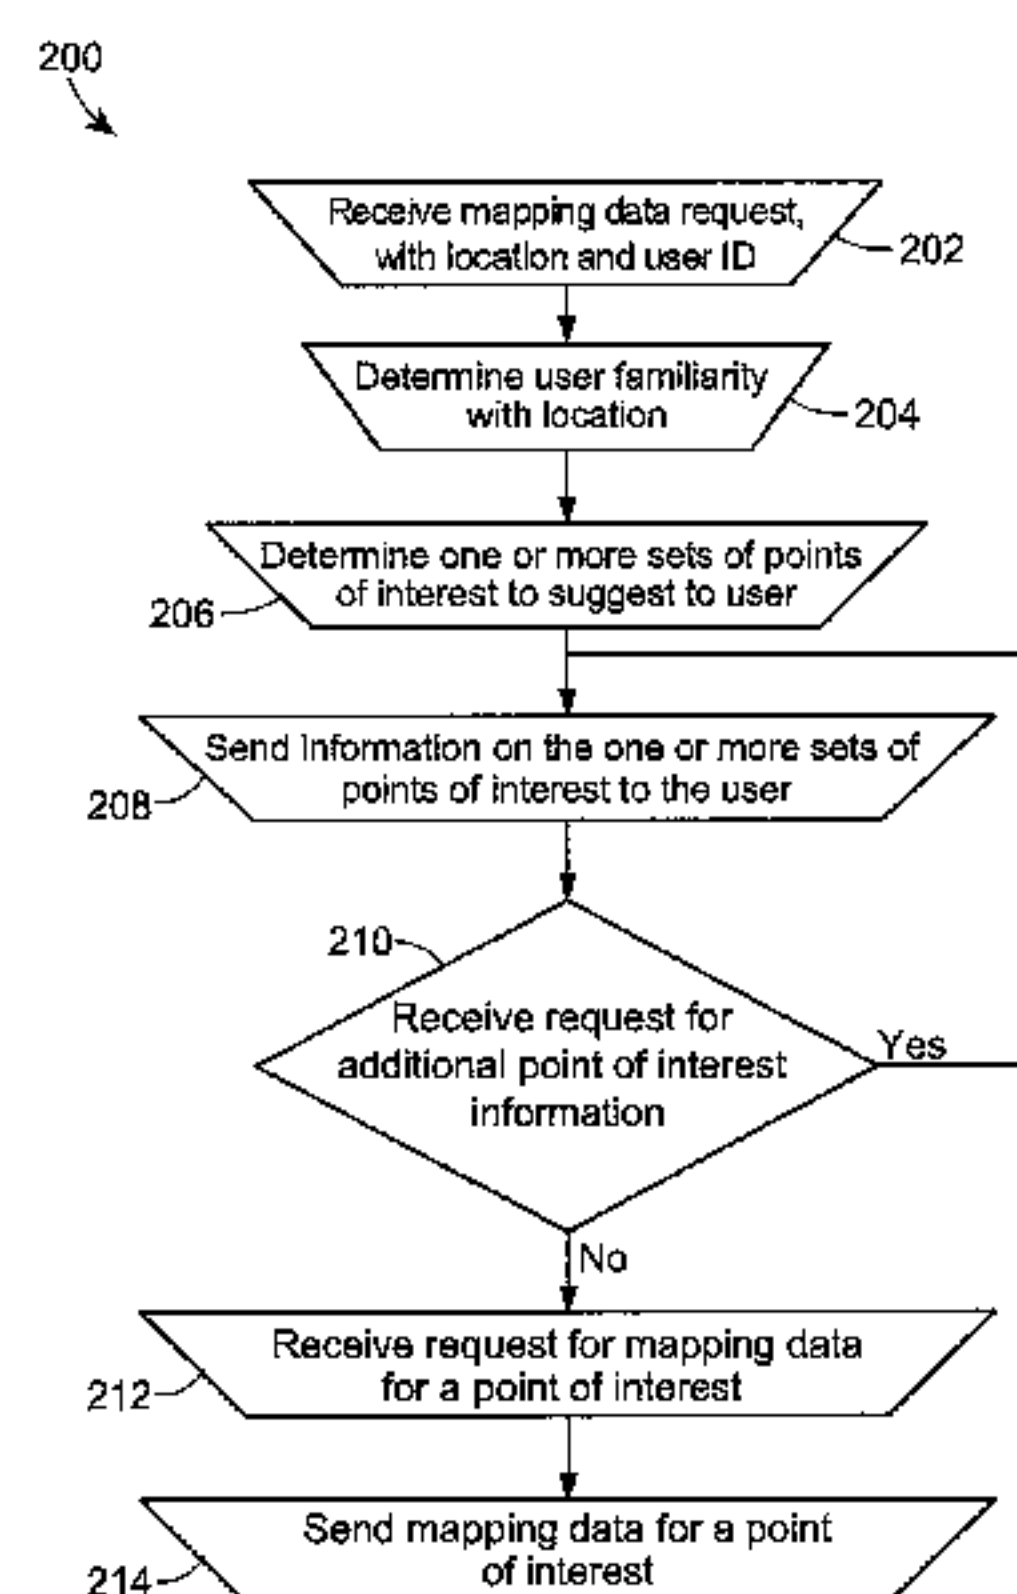 200
Receive mapping data request,
with location and user ID
202
Determine user familiarity
with location
204
Determine one or more sets of points
of interest to suggest to user
206
Send information on the one or more sets of
points of interest to the user
208
210
Receive request for
additional point of interest
information
Yes
No
Receive request for mapping data
for a point of interest
212
Send mapping data for a point
of interest
214